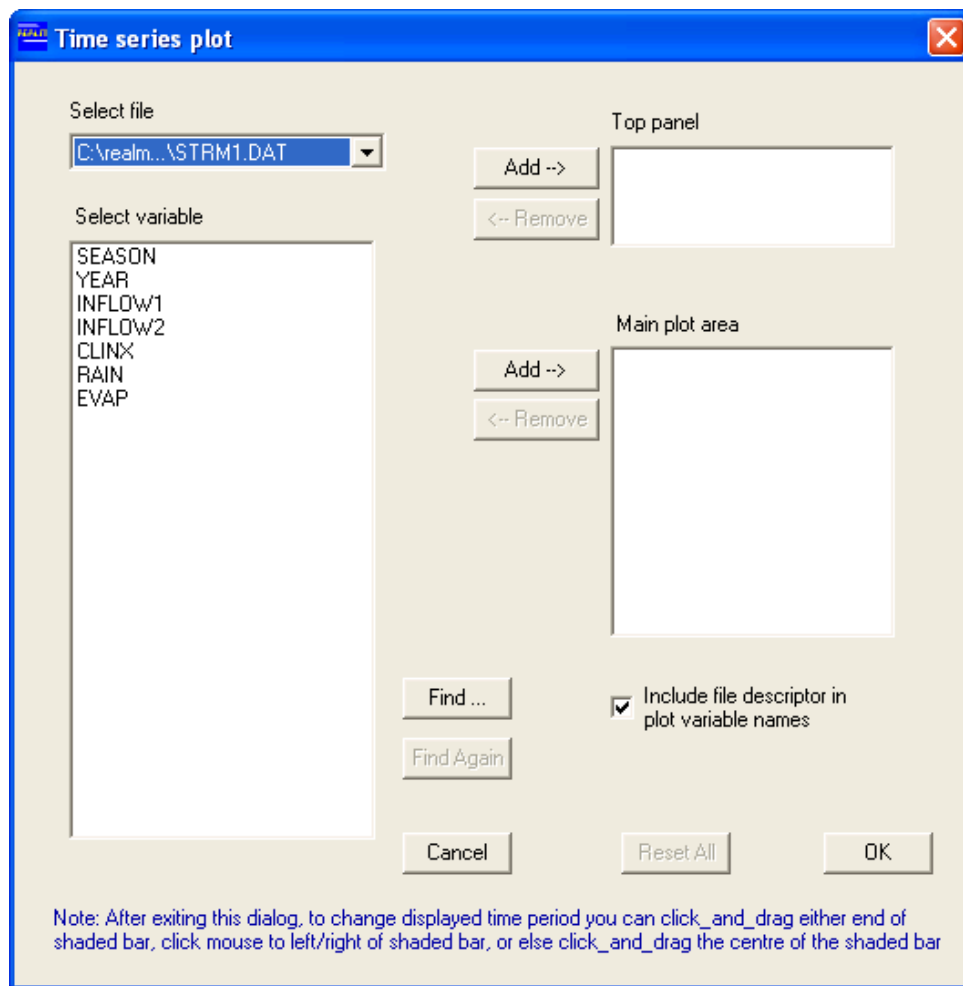 Time series plot
Select file
C:\realm...\STRM1.DAT
Select variable
SEASON
YEAR
INFLOW1
INFLOW2
CLINX
RAIN
EVAP
Top panel
Add -->
<-- Remove
Main plot area
Add -->
<-- Remove
Find ...
Find Again
Include file descriptor in
plot variable names
Cancel
Reset All
OK
Note: After exiting this dialog, to change displayed time period you can click_and_drag either end of
shaded bar, click mouse to left/right of shaded bar, or else click_and_drag the centre of the shaded bar